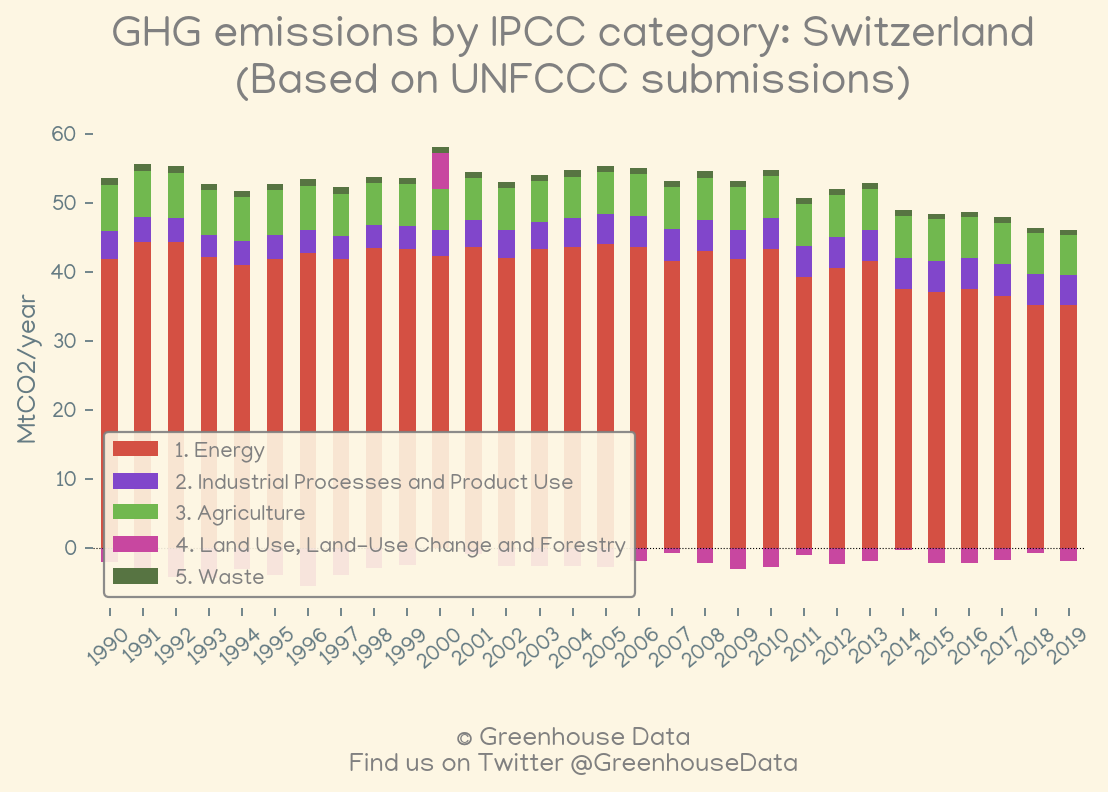 GHG emissions by IPCC category: Switzerland
(Based on UNFCCC submissions)
MtCO2/year
60
50
40
30
20
10
0
1. Energy
2. Industrial Processes and Product Use
3. Agriculture
4. Land Use, Land-Use Change and Forestry
5. Waste
1990 1991 1992 1993 1994 1995 1996 1997 1998 1999 2000 2001 2002 2003 2004 2005 2006 2007 2008 2009 2010 2011 2012 2013 2014 2015 2016 2017 2018 2019
© Greenhouse Data
Find us on Twitter @GreenhouseData